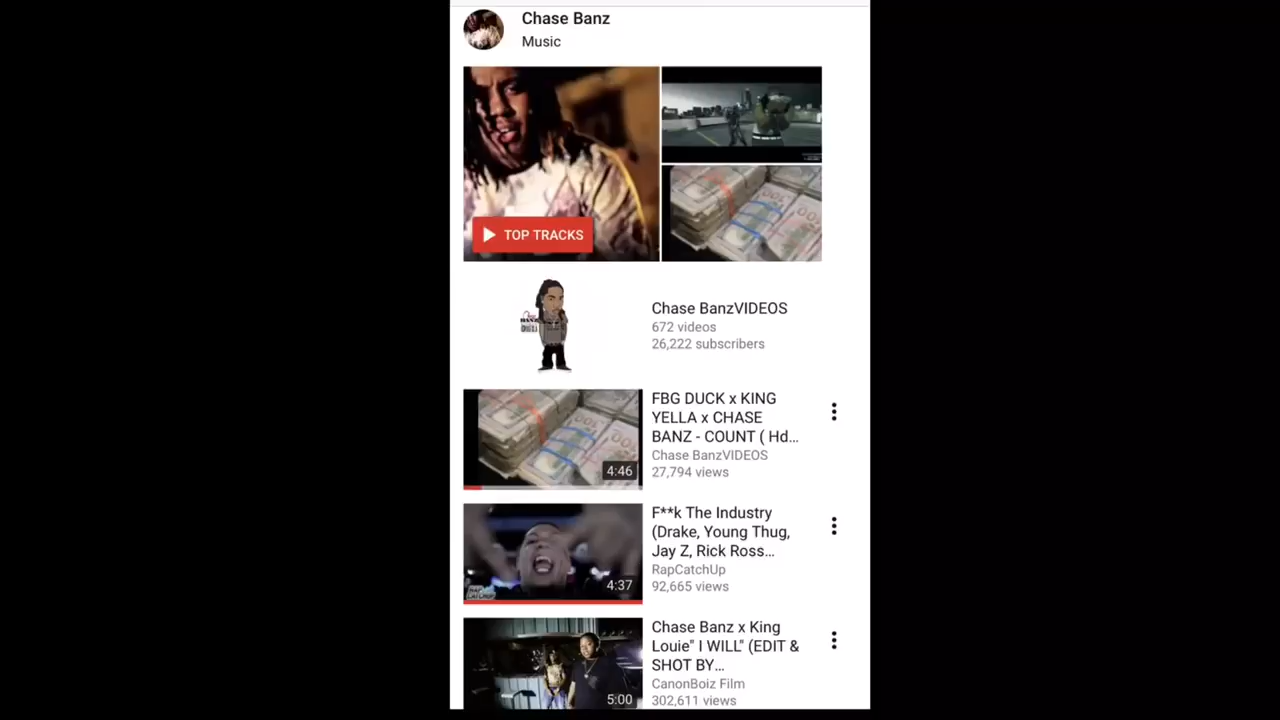 Chase Banz
Music
TOP TRACKS
Chase BanzVIDEOS
672 videos
26,222 subscribers
FBG DUCK x KING
YELLA x CHASE
BANZ - COUNT ( Hd...
Chase BanzVIDEOS
27,794 views
4:46
F**k The Industry
(Drake, Young Thug,
Jay Z, Rick Ross...
RapCatchUp
92,665 views
4:37
Chase Banz x King
Louie" I WILL" (EDIT &
SHOT BY...
CanonBoiz Film
302,611 views
5:00